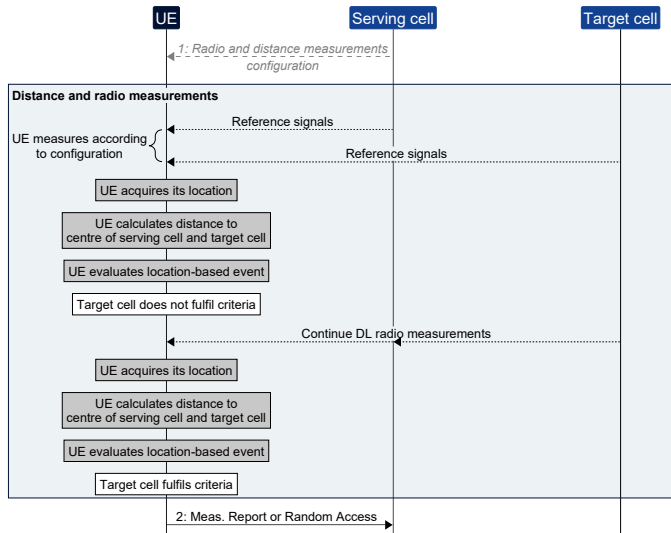 UE
Serving cell
Target cell
1: Radio and distance measurements
configuration
Distance and radio measurements
Reference signals
UE measures according
to configuration
Reference signals
UE acquires its location
UE calculates distance to
centre of serving cell and target cell
UE evaluates location-based event
Target cell does not fulfil criteria
Continue DL radio measurements
UE acquires its location
UE calculates distance to
centre of serving cell and target cell
UE evaluates location-based event
Target cell fulfils criteria
2: Meas. Report or Random Access